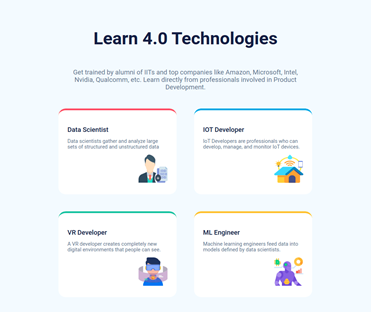 Learn 4.0 Technologies
Get trained by alumni of IITs and top companies like Amazon, Microsoft, Intel,
Nvidia, Qualcomm, etc. Learn directly from professionals involved in Product
Development.
Data Scientist
Data scientists gather and analyze large
sets of structured and unstructured data
IOT Developer
IoT Developers are professionals who can
develop, manage, and monitor IoT devices.
VR Developer
A VR developer creates completely new
digital environments that people can see.
ML Engineer
Machine learning engineers feed data into
models defined by data scientists.